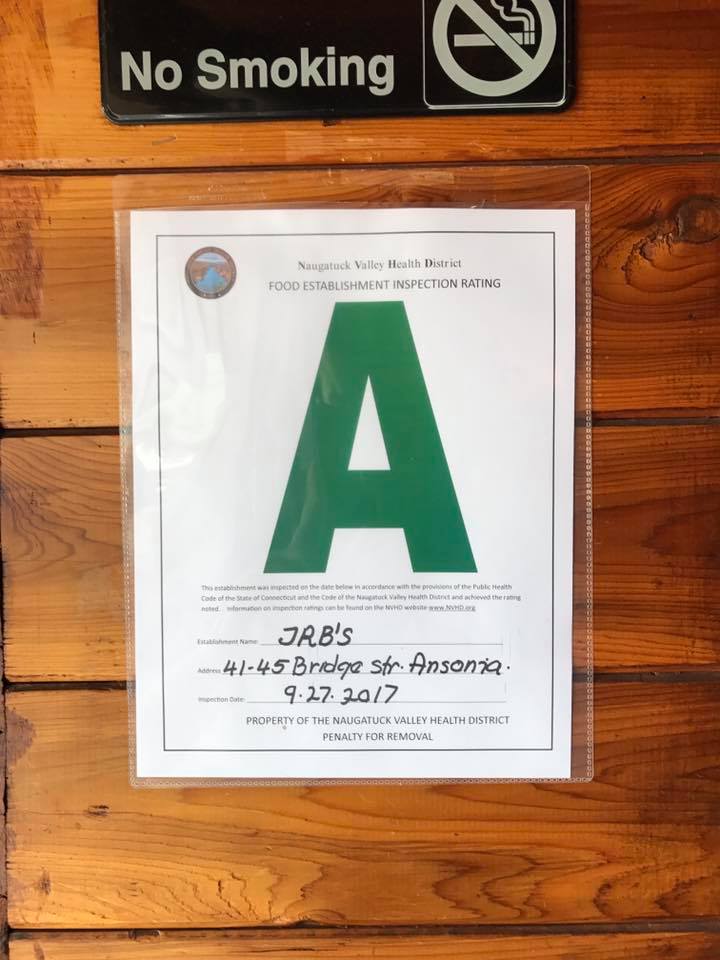 No Smoking
Naugatuck Valley Health District
FOOD ESTABLISHMENT INSPECTION RATING
A
This establishment was inspected on the date below in accordance with the provisions of the Public Health
Code of the State of Connecticut and the Code of the Naugatuck Valley Health District and achieved the rating
noted. Information on inspection ratings can be found on the NVHD website www.NVHD.org
Establishment Name: JRB'S
Address 41-45 Bridge str. Ansonia.
Inspection Date: 9.27.2017
PROPERTY OF THE NAUGATUCK VALLEY HEALTH DISTRICT
PENALTY FOR REMOVAL